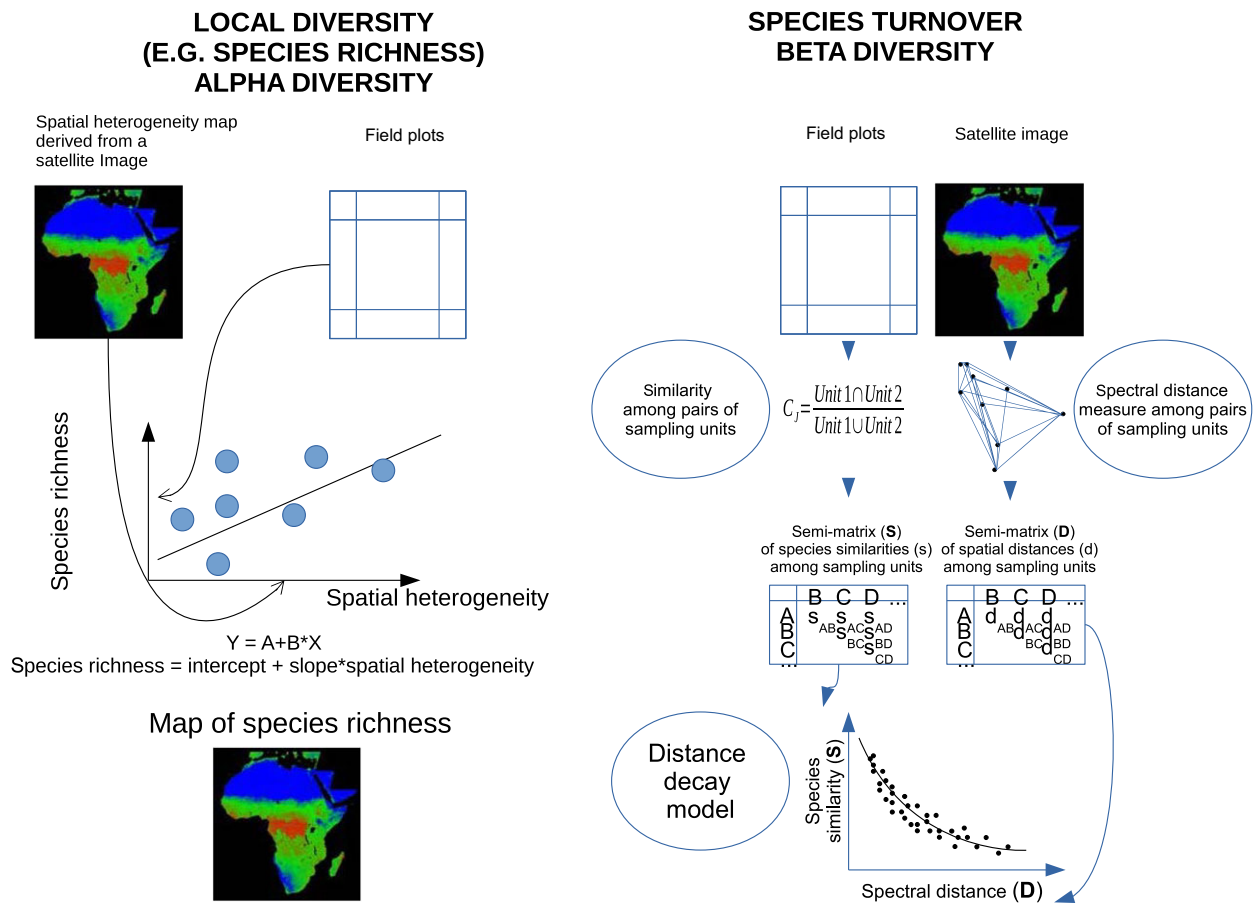 LOCAL DIVERSITY
(E.G. SPECIES RICHNESS)
ALPHA DIVERSITY
Spatial heterogeneity map
derived from a
satellite Image
Field plots
Species richness
Spatial heterogeneity
Y = A+B*X
Species richness = intercept + slope*spatial heterogeneity
Map of species richness
SPECIES TURNOVER
BETA DIVERSITY
Field plots
Satellite image
Similarity
among pairs of
sampling units
C_J = Unit 1∩Unit 2
Unit 1∪Unit 2
Spectral distance
measure among pairs
of sampling units
Semi-matrix (S)
of species similarities (s)
among sampling units
B C D ...
A s_AB s_AC s_AD
B s_BC s_BD
C s_CD
...
Semi-matrix (D)
of spatial distances (d)
among sampling units
B C D ...
A d_AB d_AC d_AD
B d_BC d_BD
C d_CD
...
Distance
decay
model
Species
similarity (S)
Spectral distance (D)